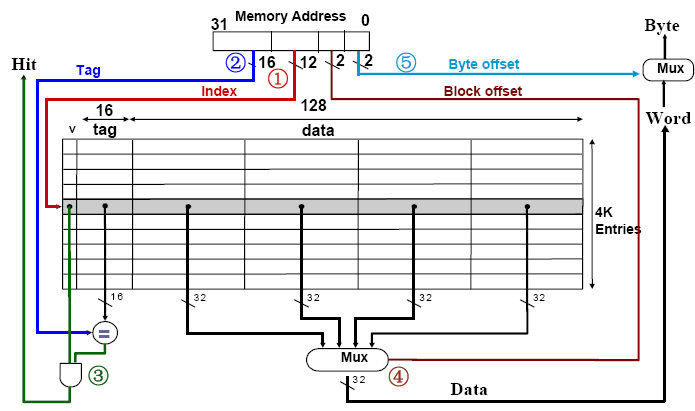 Memory Address
31
0
Byte
Hit
② 16
① 12
2
2
⑤
Mux
Tag
Byte offset
Index
Block offset
16
128
Word
v
tag
data
4K
Entries
16
32
32
32
32
=
Mux
③
④
32
Data